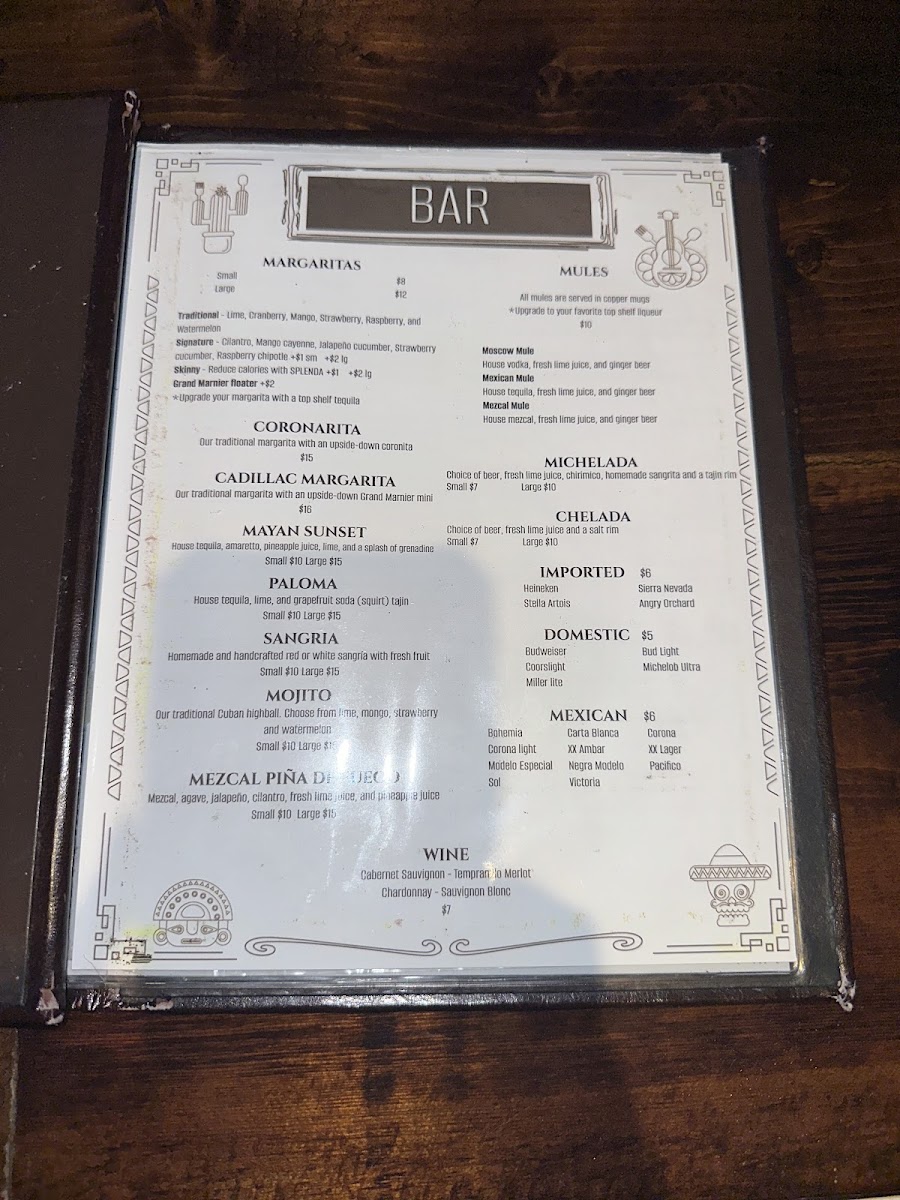 BAR
MARGARITAS
Small $8
Large $12
Traditional - Lime, Cranberry, Mango, Strawberry, Raspberry, and
Watermelon
Signature - Cilantro, Mango cayenne, Jalapeño cucumber, Strawberry
cucumber, Raspberry chipotle +$1 sm +$2 lg
Skinny - Reduce calories with SPLENDA +$1 +$2 lg
Grand Marnier floater +$2
*Upgrade your margarita with a top shelf tequila
CORONARITA
Our traditional margarita with an upside-down coronita
$15
CADILLAC MARGARITA
Our traditional margarita with an upside-down Grand Marnier mini
$16
MAYAN SUNSET
House tequila, amaretto, pineapple juice, lime, and a splash of grenadine
Small $10 Large $15
PALOMA
House tequila, lime, and grapefruit soda (squirt) tajin
Small $10 Large $15
SANGRIA
Homemade and handcrafted red or white sangria with fresh fruit
Small $10 Large $15
MOJITO
Our traditional Cuban highball. Choose from lime, mongo, strawberry
and watermelon
Small $10 Large
MEZCAL PIÑA DE FUEGO
Mezcal, agave, jalapeño, cilantro, fresh lime juice, and pineapple juice
Small $10 Large $15
MULES
All mules are served in copper mugs
*Upgrade to your favorite top shelf liqueur
$10
Moscow Mule
House vodka, fresh lime juice, and ginger beer
Mexican Mule
House tequila, fresh lime juice, and ginger beer
Mezcal Mule
House mezcal, fresh lime juice, and ginger beer
MICHELADA
Choice of beer, fresh lime juice, chirimico, homemade sangrita and a tajin rim
Small $7 Large $10
CHELADA
Choice of beer, fresh lime juice and a salt rim
Small $7 Large $10
IMPORTED $6
Heineken Sierra Nevada
Stella Artois Angry Orchard
DOMESTIC $5
Budweiser Bud Light
Coorslight Michelob Ultra
Miller lite
MEXICAN $6
Bohemia Carta Blanca Corona
Corona light XX Ambar XX Lager
Modelo Especial Negra Modelo Pacifico
Sol Victoria
WINE
Cabernet Sauvignon - Tempranillo Merlot
Chardonnay - Sauvignon Blonc
$7